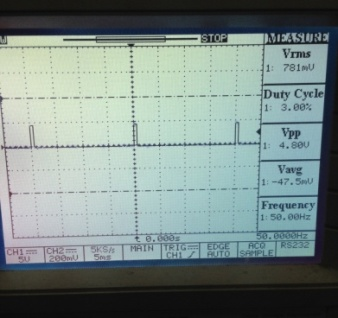 STOP MEASURE
Vrms
1: 781mV
Duty Cycle
1: 3.00%
Vpp
1: 4.80V
Vavg
1: -47.5mV
Frequency
1: 50.00Hz
t 0.000s 50.0000Hz
CH1 CH2 5KS/s MAIN TRIG EDGE ACQ RS232
5V 200mV 5ms CH1 AUTO SAMPLE